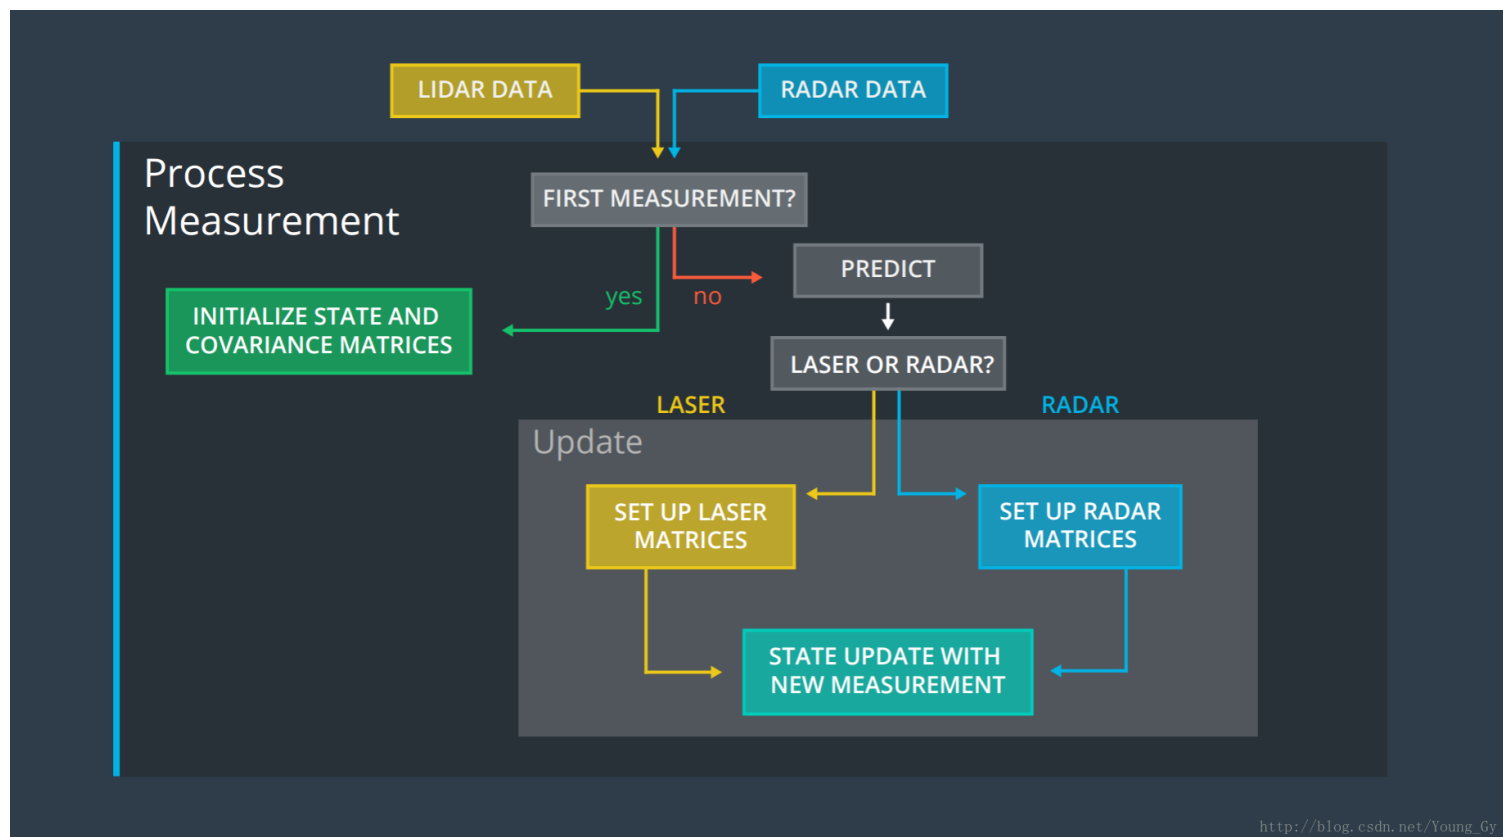 LIDAR DATA
RADAR DATA
Process
Measurement
FIRST MEASUREMENT?
PREDICT
yes
no
INITIALIZE STATE AND
COVARIANCE MATRICES
LASER OR RADAR?
LASER
RADAR
Update
SET UP LASER
MATRICES
SET UP RADAR
MATRICES
STATE UPDATE WITH
NEW MEASUREMENT
http://blog.csdn.net/Young_Gy